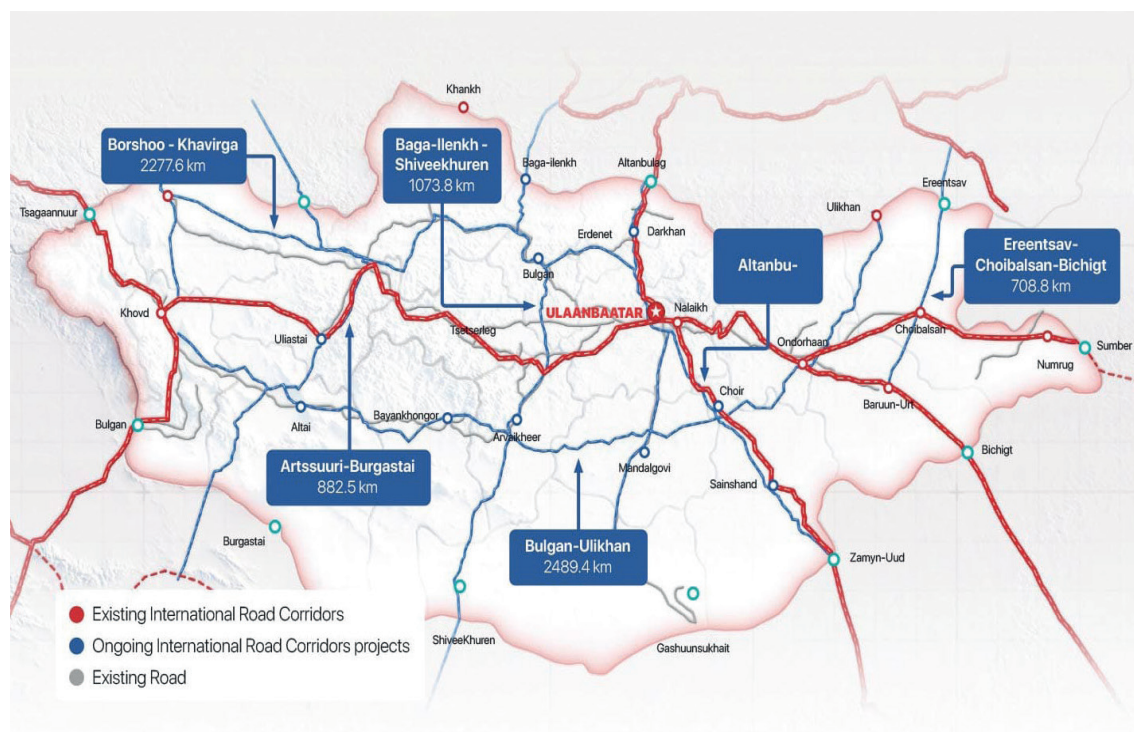 Khankh
Borshoo - Khavirga
2277.6 km
Baga-Ilenkh -
Shiveekhuren
1073.8 km
Baga-ilenkh
Altanbulag
Ereentsav
Tsagaannuur
Ulikhan
Erdenet
Darkhan
Ereentsav-
Choibalsan-Bichigt
708.8 km
Altanbu-
Bulgan
Khovd
ULAANBAATAR
Nalaikh
Tsetserleg
Choibalsan
Uliastai
Ondorhaan
Sumber
Numrug
Choir
Baruun-Urt
Altai
Bayankhongor
Bulgan
Arvaikheer
Bichigt
Artssuuri-Burgastai
882.5 km
Mandalgovi
Sainshand
Burgastai
Bulgan-Ulikhan
2489.4 km
Zamyn-Uud
Existing International Road Corridors
Ongoing International Road Corridors projects
Existing Road
ShiveeKhuren
Gashuunsukhait